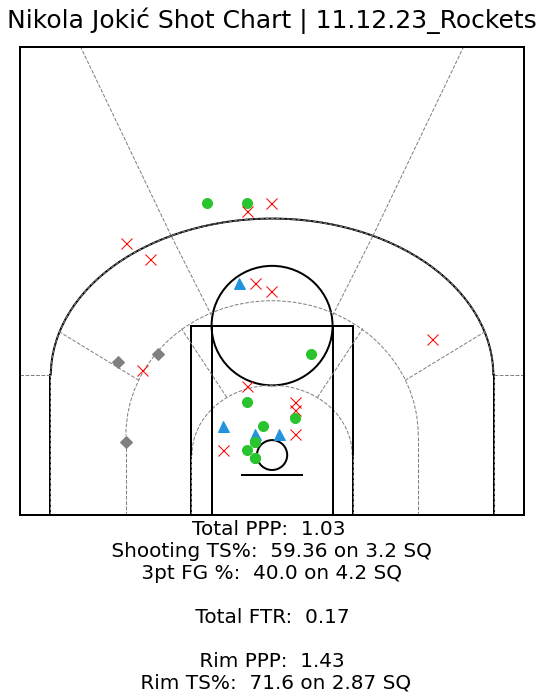 Nikola Jokić Shot Chart | 11.12.23_Rockets
Total PPP: 1.03
Shooting TS%: 59.36 on 3.2 SQ
3pt FG %: 40.0 on 4.2 SQ
Total FTR: 0.17
Rim PPP: 1.43
Rim TS%: 71.6 on 2.87 SQ